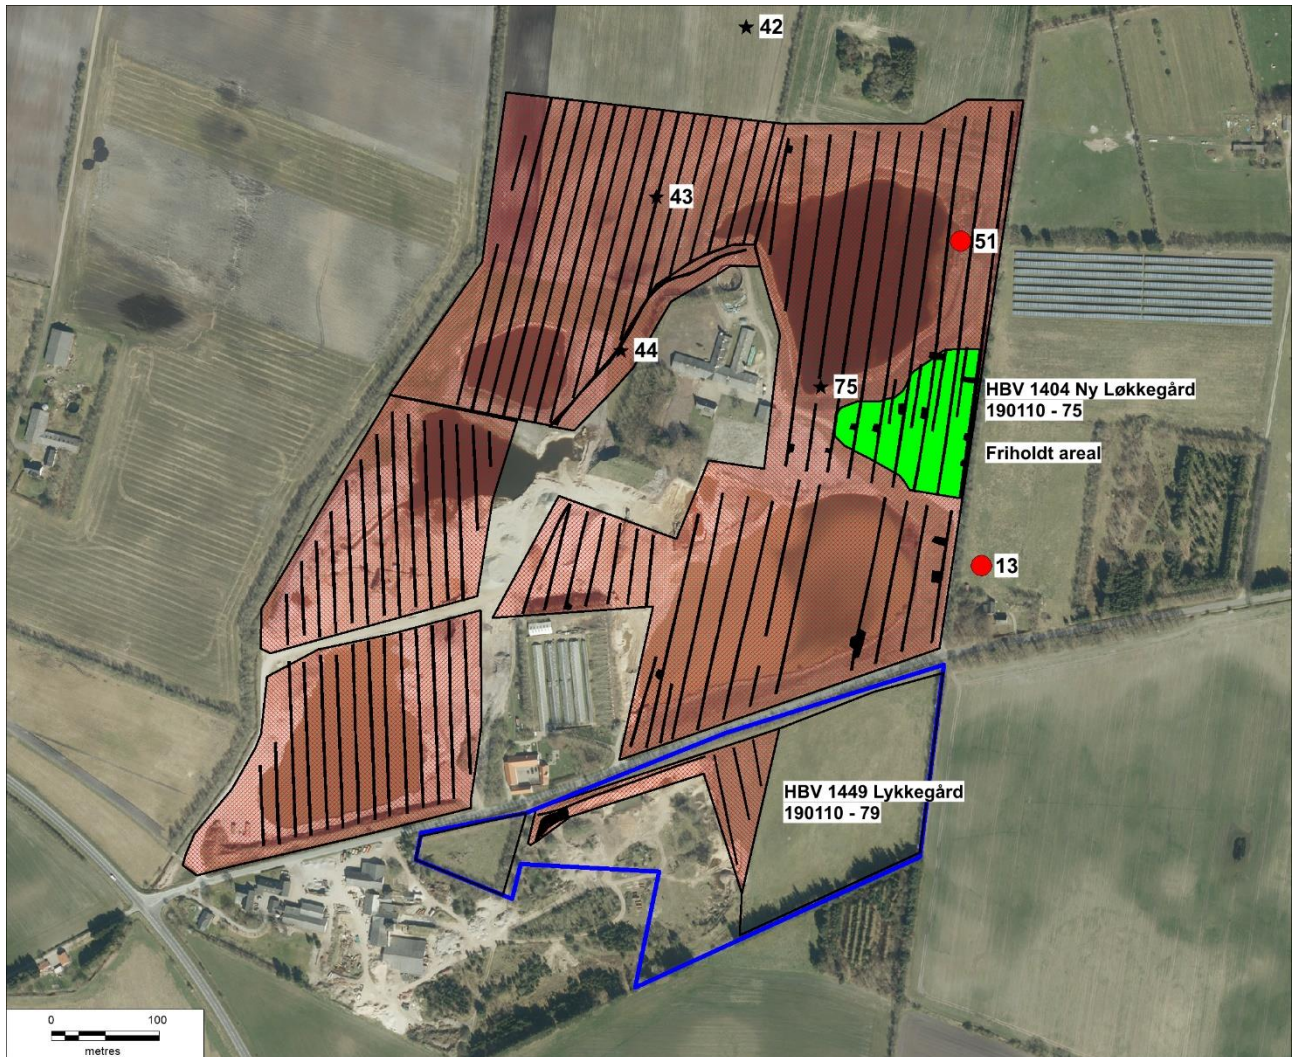 42
43
51
44
75
HBV 1404 Ny Løkkegård
190110 - 75
Friholdt areal
13
HBV 1449 Lykkegård
190110 - 79
0 100
metres